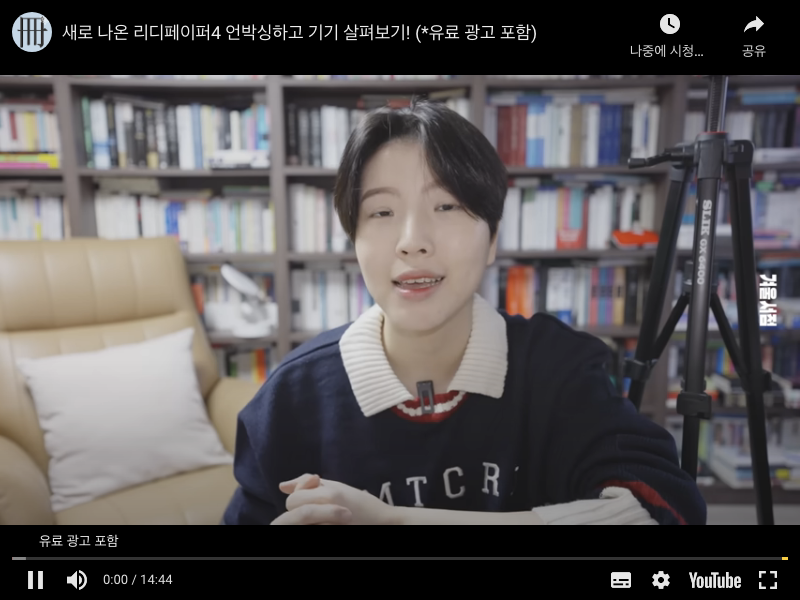 새로 나온 리디페이퍼4 언박싱하고 기기 살펴보기! (*유료 광고 포함)
나중에 시청...
공유
SLIK
겨울서점
MTCR
유료 광고 포함
0:00 / 14:44
YouTube